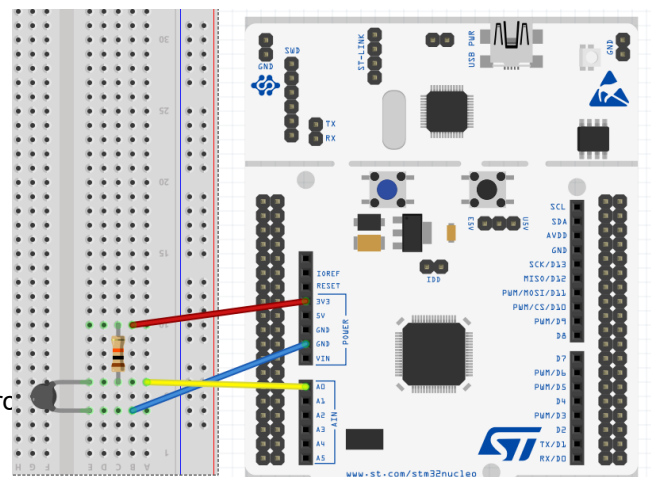 30
25
20
15
1
H G F E D C B A
rc
GND
SWD
ST-LINK
TX
RX
USB PWR
GND
E5V
U5V
IDD
IOREF
RESET
3V3
5V
GND
GND
VIN
POWER
A0
A1
A2
A3
A4
A5
AIN
SCL
SDA
AVDD
GND
SCK/D13
MISO/D12
PWM/MOSI/D11
PWM/CS/D10
PWM/D9
D8
D7
PWM/D6
PWM/D5
D4
PWM/D3
D2
TX/D1
RX/D0
ST
www.st.com/stm32nucleo